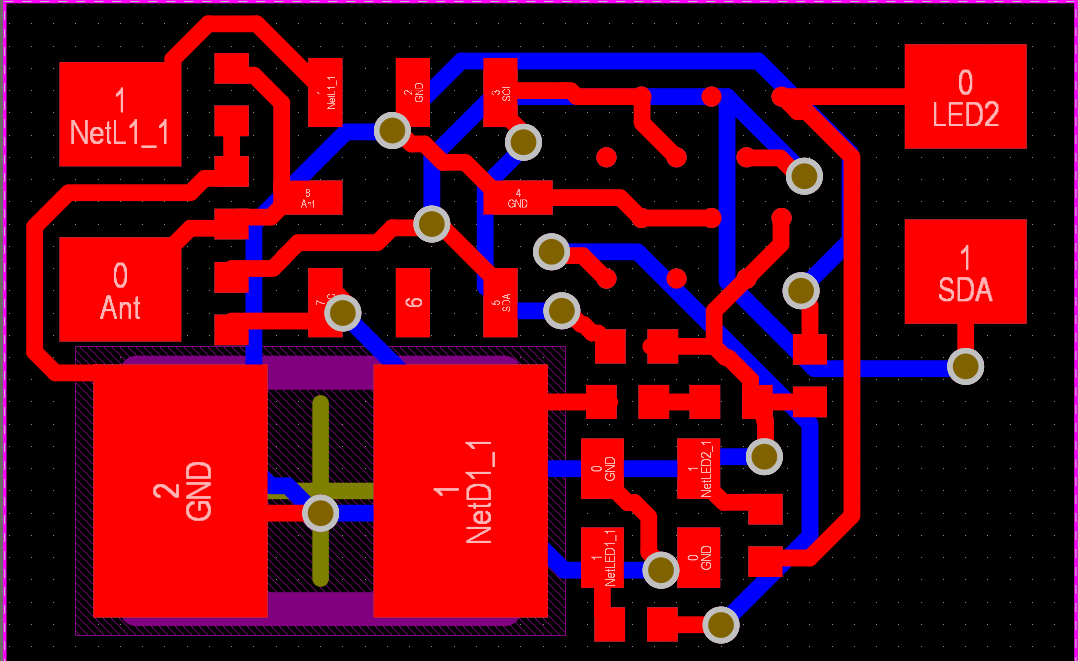 1
NetL1_1
0
Ant
NetL1_1
2
GND
3
SCL
0
LED2
8
Ant
4
GND
7
6
5
SDA
1
SDA
2
GND
1
NetD1_1
0
GND
1
NetLED2_1
1
NetLED1_1
0
GND